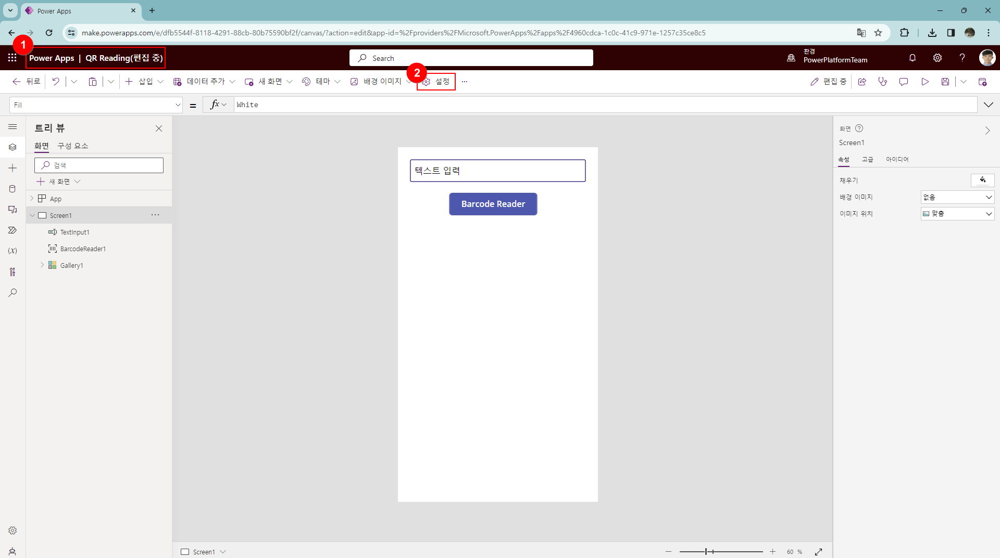 Power Apps
make.powerapps.com/e/dfb5544f-8118-4291-88cb-80b75590bf2f/canvas/?action=edit&app-id=%2Fproviders%2FMicrosoft.PowerApps%2Fapps%2F4960cdca-1c0c-41c9-971e-1257c35ce8c5
1
Power Apps | QR Reading(편집 중)
Search
환경
PowerPlatformTeam
2
뒤로
삽입
데이터 추가
새 화면
테마
배경 이미지
설정
편집 중
Fill
=
fx
White
트리 뷰
화면
구성 요소
검색
새 화면
App
Screen1
TextInput1
BarcodeReader1
Gallery1
텍스트 입력
Barcode Reader
화면
Screen1
속성
고급
아이디어
채우기
배경 이미지
없음
이미지 위치
맞춤
Screen1
60 %